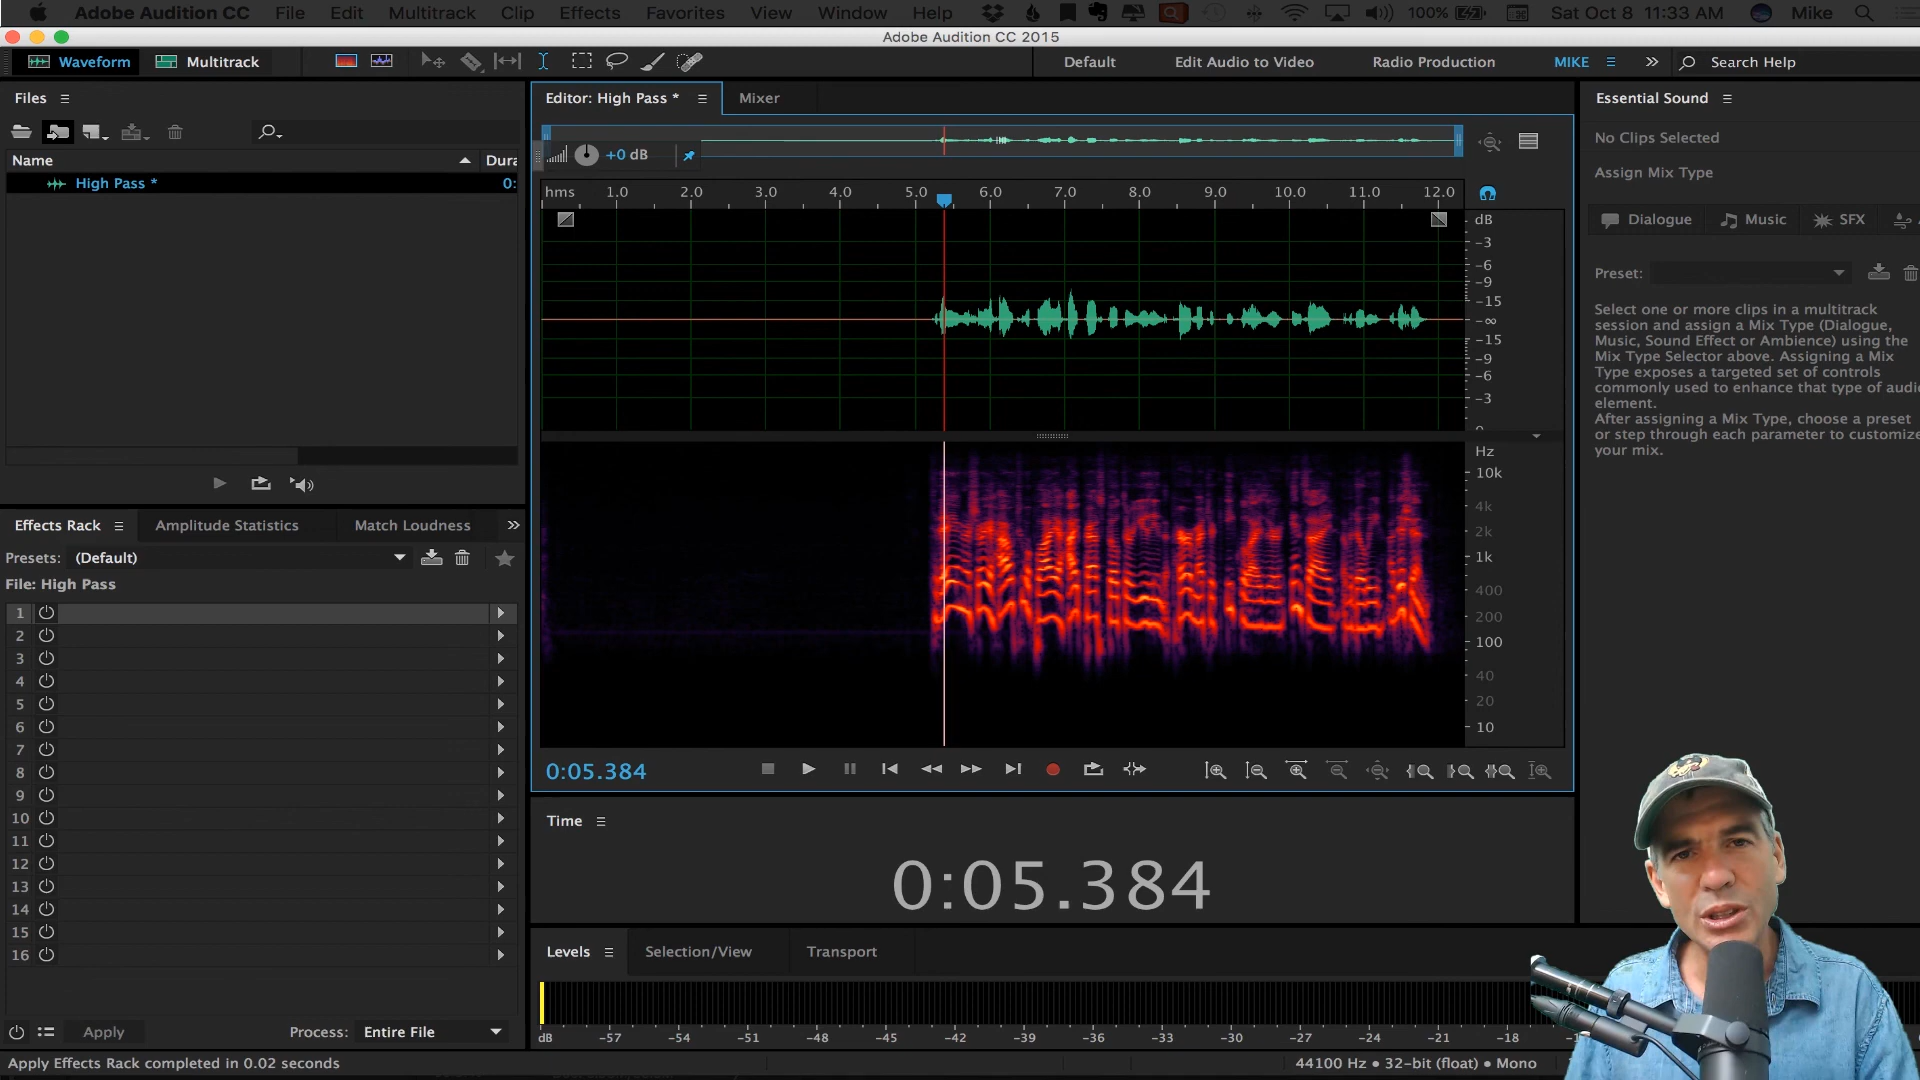 Adobe Audition CC File Edit Multitrack Clip Effects Favorites View Window Help 100% Sat Oct 8 11:33 AM Mike
Adobe Audition CC 2015
Waveform Multitrack Default Edit Audio to Video Radio Production MIKE Search Help
Files
Name Dura
High Pass * 0:
Editor: High Pass * Mixer
+0 dB
hms 1.0 2.0 3.0 4.0 5.0 6.0 7.0 8.0 9.0 10.0 11.0 12.0
dB
-3
-6
-9
-15
-∞
-15
-9
-6
-3
Hz
10k
4k
2k
1k
400
200
100
40
20
10
0:05.384
Essential Sound
No Clips Selected
Assign Mix Type
Dialogue Music SFX
Preset:
Select one or more clips in a multitrack
session and assign a Mix Type (Dialogue,
Music, Sound Effect or Ambience) using the
Mix Type Selector above. Assigning a Mix
Type exposes a targeted set of controls
commonly used to enhance that type of audio
element.
After assigning a Mix Type, choose a preset
or step through each parameter to customize
your mix.
Effects Rack Amplitude Statistics Match Loudness
Presets: (Default)
File: High Pass
1
2
3
4
5
6
7
8
9
10
11
12
13
14
15
16
Apply Process: Entire File
Time
0:05.384
Levels Selection/View Transport
dB -57 -54 -51 -48 -45 -42 -39 -36 -33 -30 -27 -24 -21 -18
Apply Effects Rack completed in 0.02 seconds 44100 Hz • 32-bit (float) • Mono